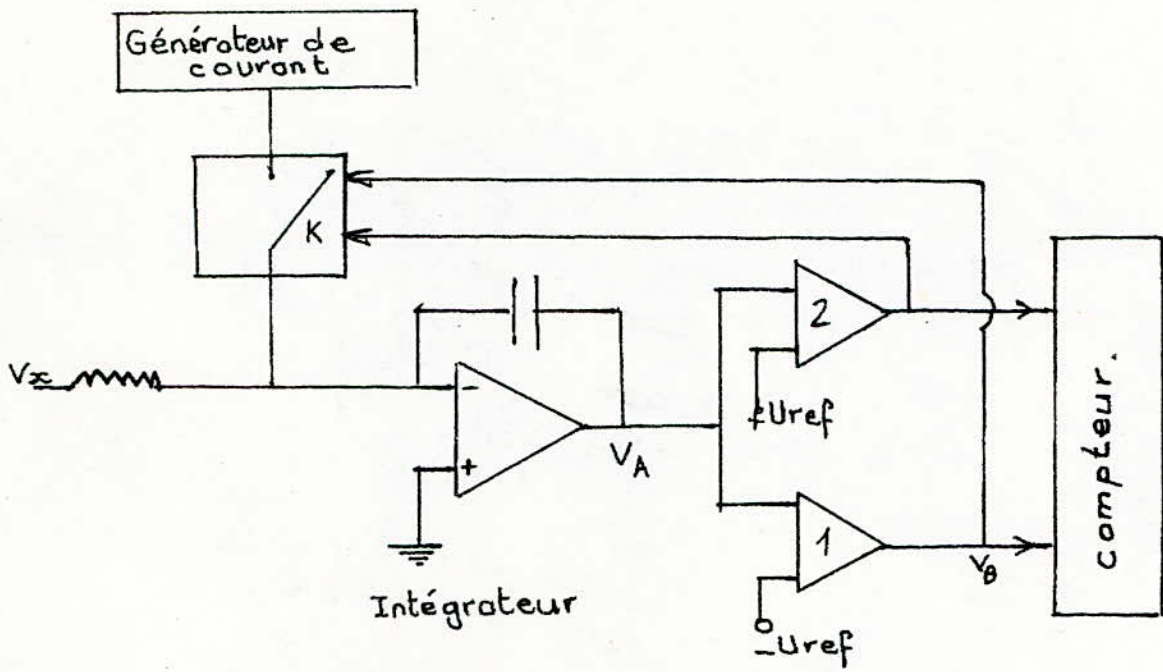 Générateur de
courant
K
2
Vx
-
+Uref
VA
+
compteur.
1
VB
Intégrateur
-Uref